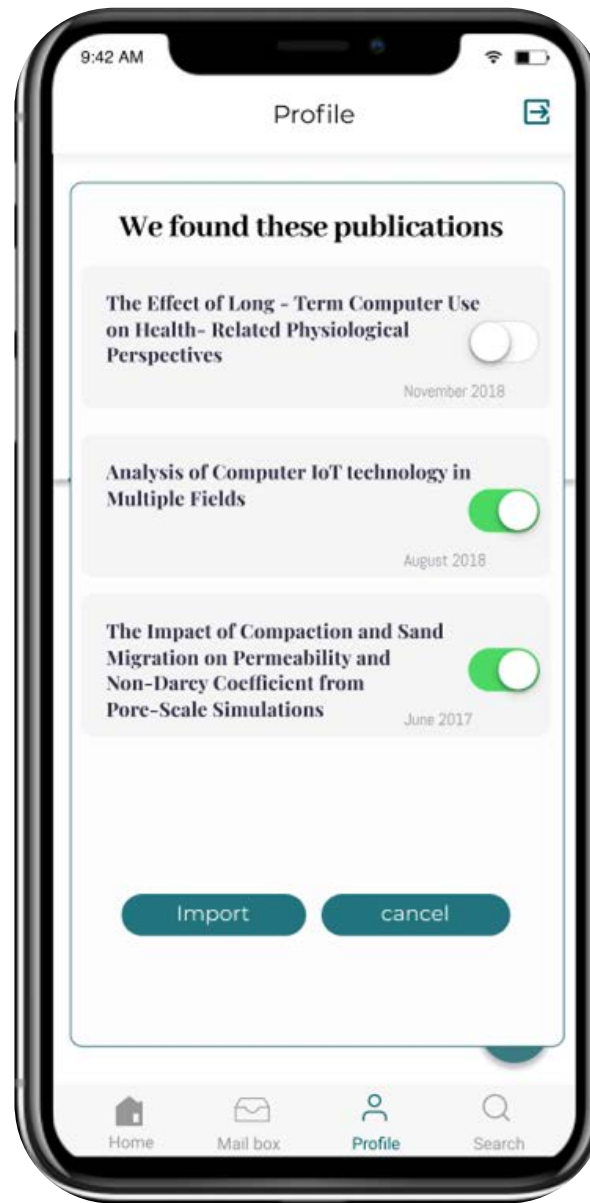 9:42 AM
Profile
We found these publications
The Effect of Long - Term Computer Use
on Health- Related Physiological
Perspectives
November 2018
Analysis of Computer IoT technology in
Multiple Fields
August 2018
The Impact of Compaction and Sand
Migration on Permeability and
Non-Darcy Coefficient from
Pore-Scale Simulations
June 2017
Import cancel
Home Mail box Profile Search